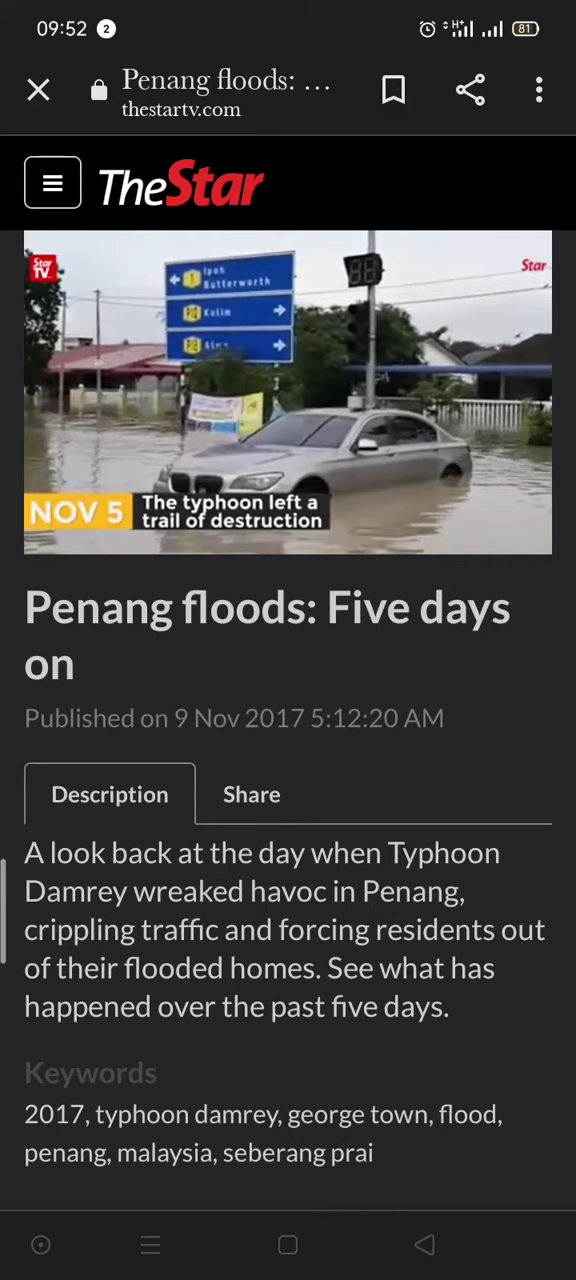 09:52 2 H+ 81
Penang floods: ...
thestartv.com
TheStar
Star TV
Star
1 Ipoh
Butterworth
Kulim
88
NOV 5 The typhoon left a
trail of destruction
Penang floods: Five days
on
Published on 9 Nov 2017 5:12:20 AM
Description Share
A look back at the day when Typhoon
Damrey wreaked havoc in Penang,
crippling traffic and forcing residents out
of their flooded homes. See what has
happened over the past five days.
Keywords
2017, typhoon damrey, george town, flood,
penang, malaysia, seberang prai